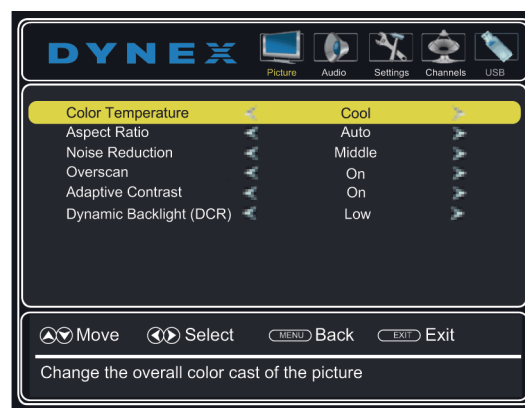 DYNEX
Picture Audio Settings Channels USB
Color Temperature Cool
Aspect Ratio Auto
Noise Reduction Middle
Overscan On
Adaptive Contrast On
Dynamic Backlight (DCR) Low
Move Select MENU Back EXIT Exit
Change the overall color cast of the picture